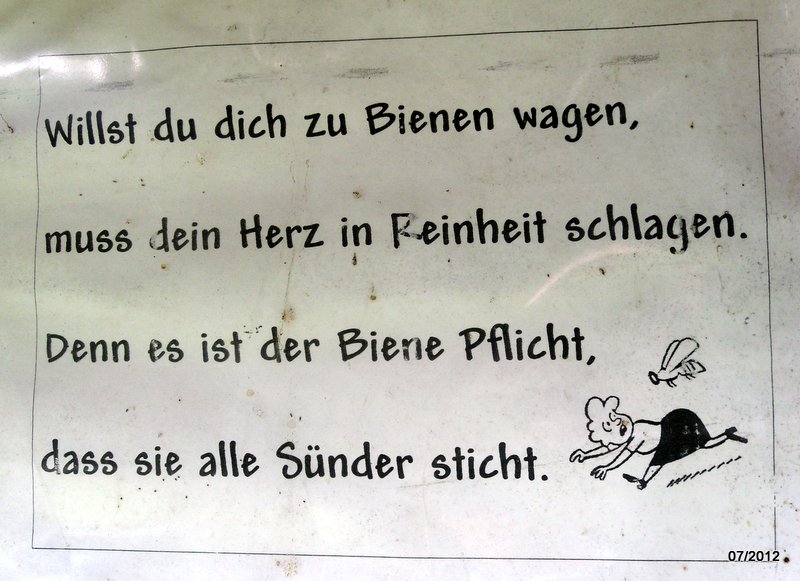 Willst du dich zu Bienen wagen,
muss dein Herz in Reinheit schlagen.
Denn es ist der Biene Pflicht,
dass sie alle Sünder sticht.
07/2012